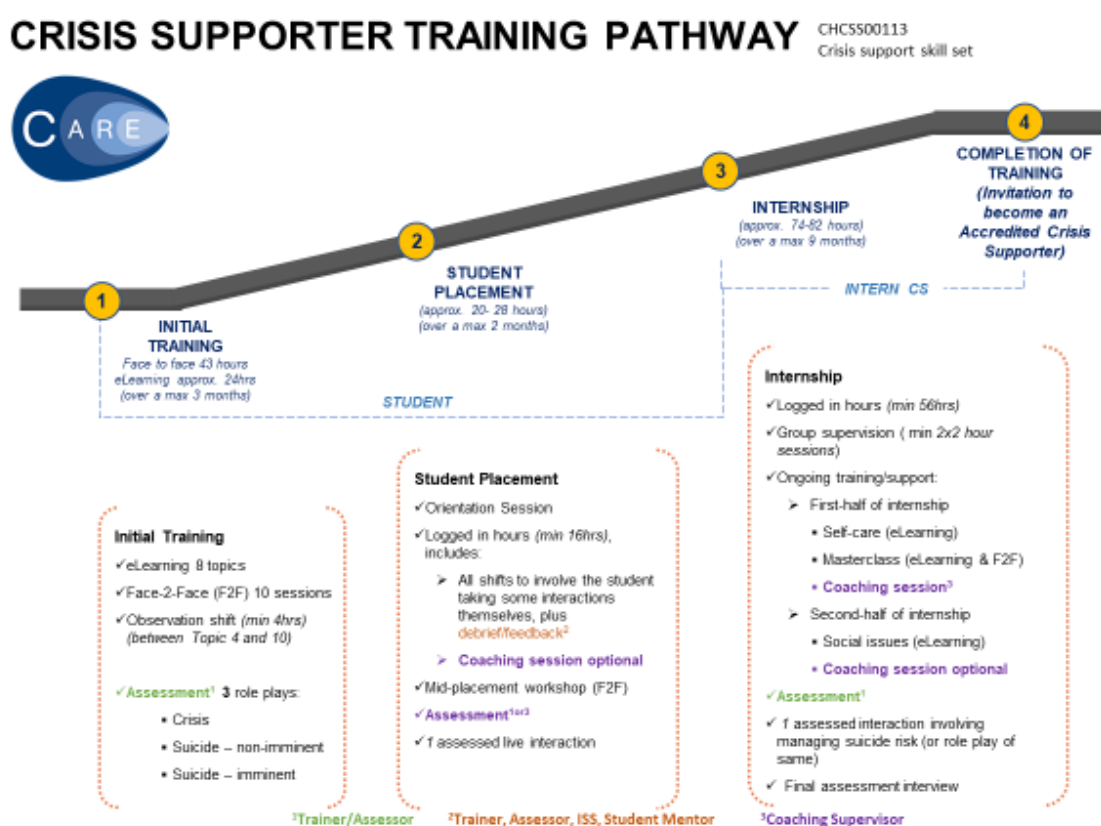 CRISIS SUPPORTER TRAINING PATHWAY
CHCSS00113
Crisis support skill set
CARE
1
INITIAL
TRAINING
Face to face 43 hours
eLearning approx. 24hrs
(over a max 3 months)
2
STUDENT
PLACEMENT
(approx. 20- 28 hours)
(over a max 2 months)
3
INTERNSHIP
(approx. 74-82 hours)
(over a max 9 months)
4
COMPLETION OF
TRAINING
(Invitation to
become an
Accredited Crisis
Supporter)
INTERN CS
STUDENT
Initial Training
✓eLearning 8 topics
✓Face-2-Face (F2F) 10 sessions
✓Observation shift (min 4hrs)
(between Topic 4 and 10)
✓Assessment¹ 3 role plays:
▪ Crisis
▪ Suicide – non-imminent
▪ Suicide – imminent
Student Placement
✓Orientation Session
✓Logged in hours (min 16hrs),
includes:
➢ All shifts to involve the student
taking some interactions
themselves, plus
debrief/feedback²
➢ Coaching session optional
✓Mid-placement workshop (F2F)
✓Assessment¹ᵒʳ³
✓1 assessed live interaction
Internship
✓Logged in hours (min 56hrs)
✓Group supervision ( min 2x2 hour
sessions)
✓Ongoing training/support:
➢ First-half of internship
▪ Self-care (eLearning)
▪ Masterclass (eLearning & F2F)
▪ Coaching session³
➢ Second-half of internship
▪ Social issues (eLearning)
▪ Coaching session optional
✓Assessment¹
✓ 1 assessed interaction involving
managing suicide risk (or role play of
same)
✓ Final assessment interview
¹Trainer/Assessor
²Trainer, Assessor, ISS, Student Mentor
³Coaching Supervisor